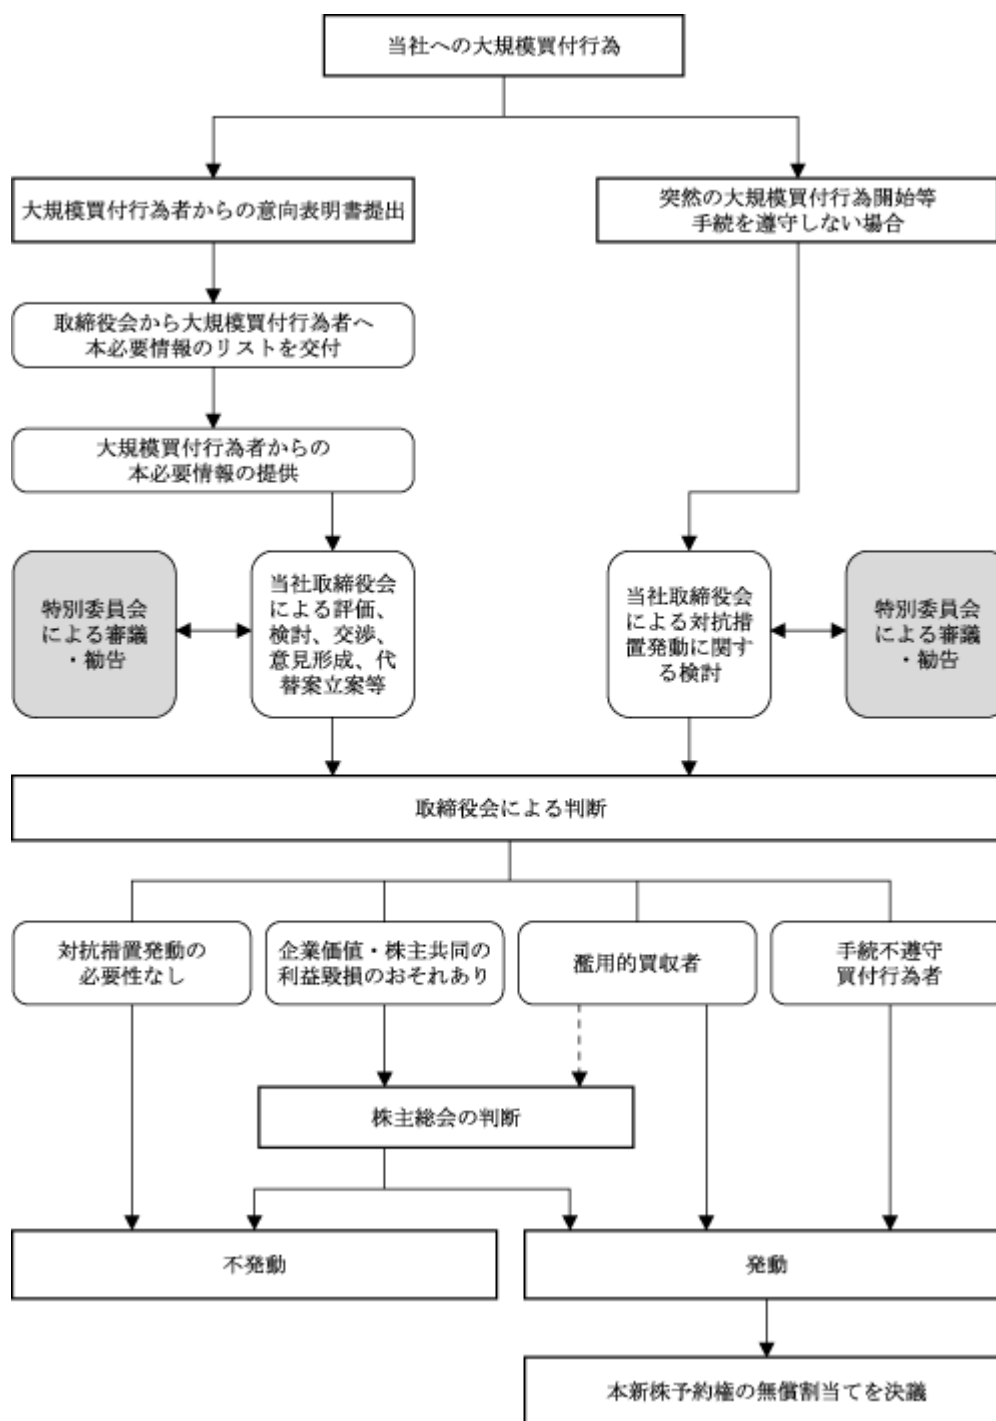 当社への大規模買付行為
大規模買付行為者からの意向表明書提出
突然の大規模買付行為開始等
手続を遵守しない場合
取締役会から大規模買付行為者へ
本必要情報のリストを交付
大規模買付行為者からの
本必要情報の提供
特別委員会
による審議
・勧告
当社取締役会
による評価、
検討、交渉、
意見形成、代
替案立案等
当社取締役会
による対抗措
置発動に関す
る検討
特別委員会
による審議
・勧告
取締役会による判断
対抗措置発動の
必要性なし
企業価値・株主共同の
利益毀損のおそれあり
濫用的買収者
手続不遵守
買付行為者
株主総会の判断
不発動
発動
本新株予約権の無償割当てを決議